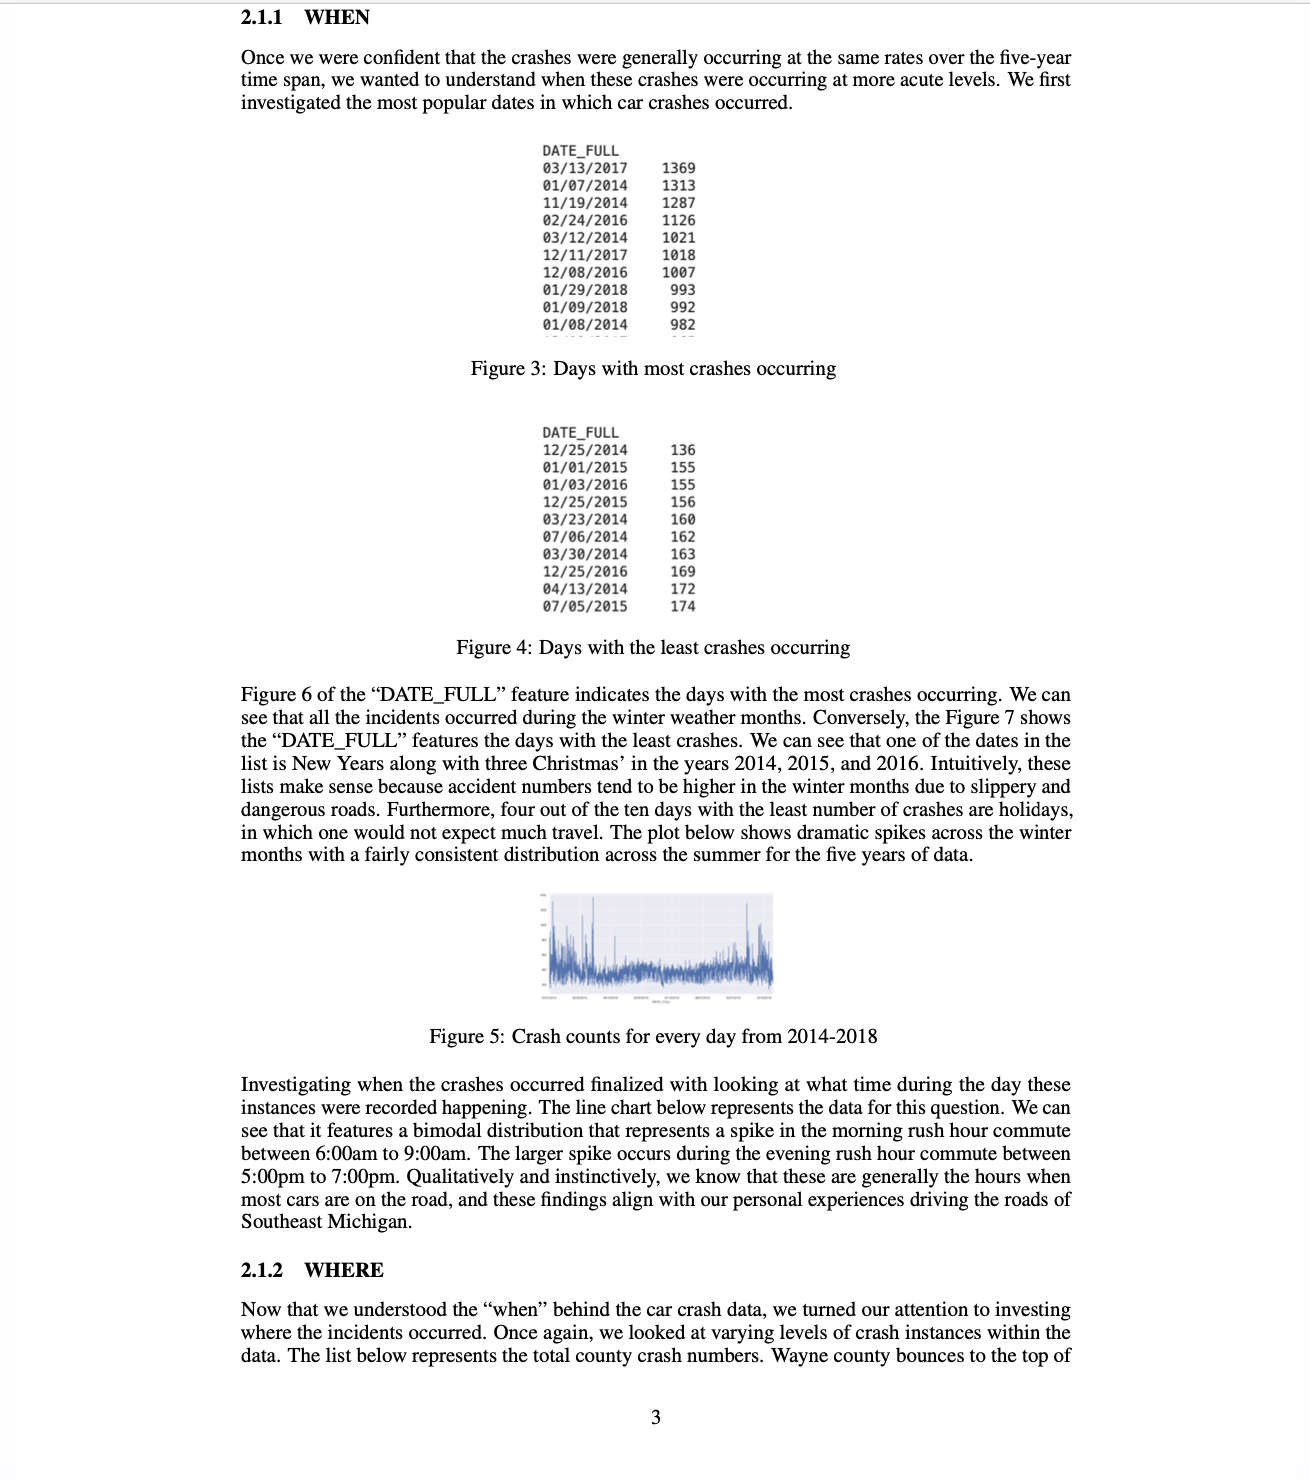 2.1.1 WHEN
Once we were confident that the crashes were generally occurring at the same rates over the five-year
time span, we wanted to understand when these crashes were occurring at more acute levels. We first
investigated the most popular dates in which car crashes occurred.
DATE_FULL
03/13/2017 1369
01/07/2014 1313
11/19/2014 1287
02/24/2016 1126
03/12/2014 1021
12/11/2017 1018
12/08/2016 1007
01/29/2018 993
01/09/2018 992
01/08/2014 982
Figure 3: Days with most crashes occurring
DATE_FULL
12/25/2014 136
01/01/2015 155
01/03/2016 155
12/25/2015 156
03/23/2014 160
07/06/2014 162
03/30/2014 163
12/25/2016 169
04/13/2014 172
07/05/2015 174
Figure 4: Days with the least crashes occurring
Figure 6 of the “DATE_FULL” feature indicates the days with the most crashes occurring. We can
see that all the incidents occurred during the winter weather months. Conversely, the Figure 7 shows
the “DATE_FULL” features the days with the least crashes. We can see that one of the dates in the
list is New Years along with three Christmas’ in the years 2014, 2015, and 2016. Intuitively, these
lists make sense because accident numbers tend to be higher in the winter months due to slippery and
dangerous roads. Furthermore, four out of the ten days with the least number of crashes are holidays,
in which one would not expect much travel. The plot below shows dramatic spikes across the winter
months with a fairly consistent distribution across the summer for the five years of data.
Figure 5: Crash counts for every day from 2014-2018
Investigating when the crashes occurred finalized with looking at what time during the day these
instances were recorded happening. The line chart below represents the data for this question. We can
see that it features a bimodal distribution that represents a spike in the morning rush hour commute
between 6:00am to 9:00am. The larger spike occurs during the evening rush hour commute between
5:00pm to 7:00pm. Qualitatively and instinctively, we know that these are generally the hours when
most cars are on the road, and these findings align with our personal experiences driving the roads of
Southeast Michigan.
2.1.2 WHERE
Now that we understood the “when” behind the car crash data, we turned our attention to investing
where the incidents occurred. Once again, we looked at varying levels of crash instances within the
data. The list below represents the total county crash numbers. Wayne county bounces to the top of
3